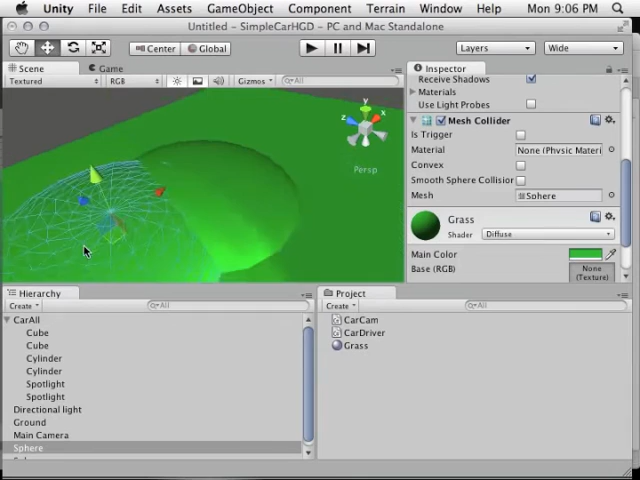 Unity File Edit Assets GameObject Component Terrain Window Help Mon 9:06 PM
Untitled - SimpleCarHGD - PC and Mac Standalone
Center Global Layers Wide
Scene Game Inspector
Textured RGB Gizmos All
Receive Shadows
Materials
Use Light Probes
y
x
z
Persp
Mesh Collider
Is Trigger
Material None (Physic Materi
Convex
Smooth Sphere Collision
Mesh Sphere
Grass
Shader Diffuse
Main Color
Base (RGB) None
(Texture)
Hierarchy Project
Create All Create All
CarAll
Cube
Cube
Cylinder
Cylinder
Spotlight
Spotlight
Directional light
Ground
Main Camera
Sphere
CarCam
CarDriver
Grass